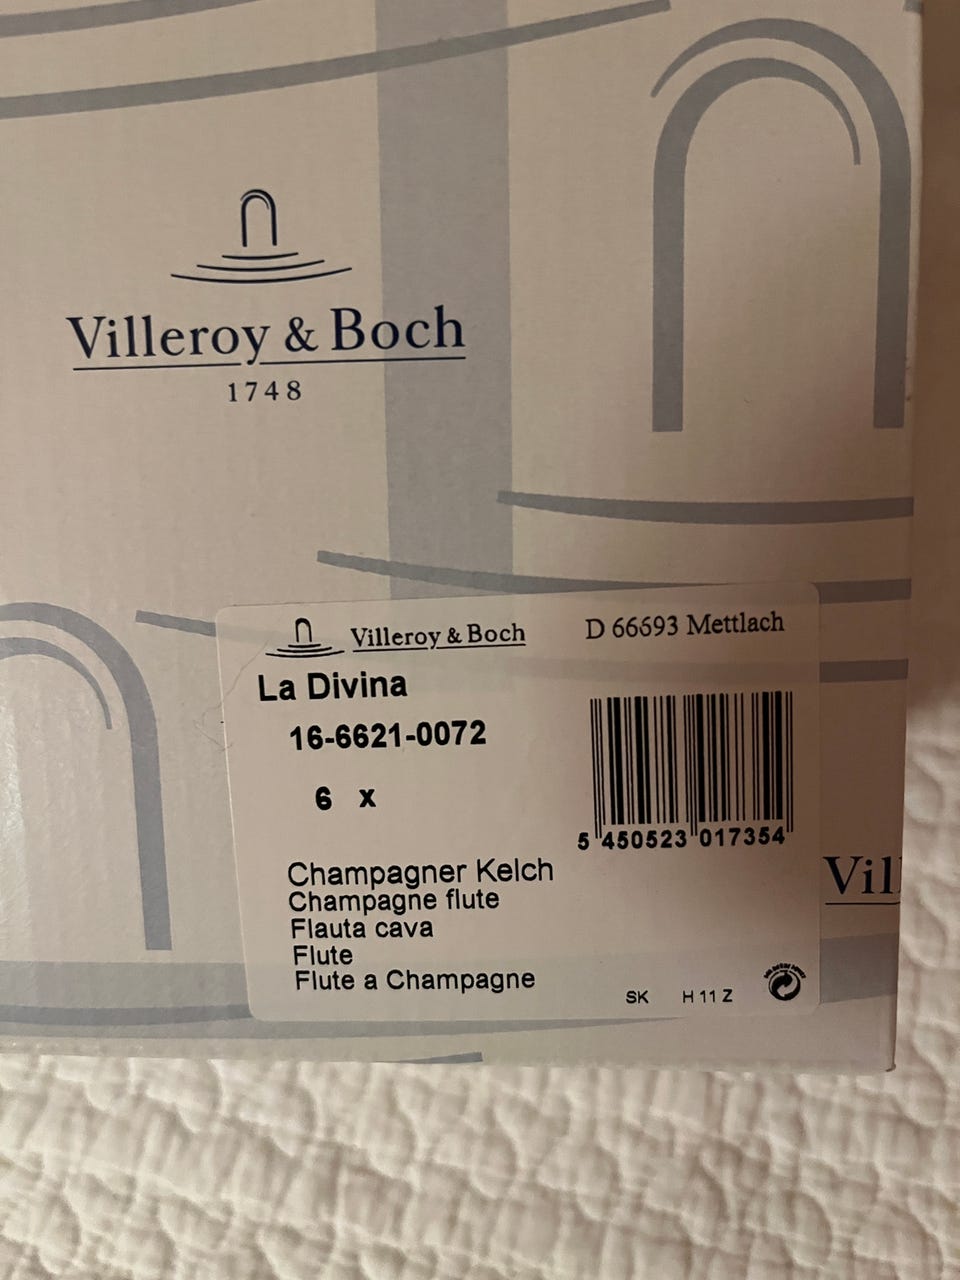 Villeroy & Boch
1748
Villeroy & Boch
D 66693 Mettlach
La Divina
16-6621-0072
6 x
5 450523 017354
Champagner Kelch
Champagne flute
Flauta cava
Flute
Flute a Champagne
SK H 11 Z
Vil